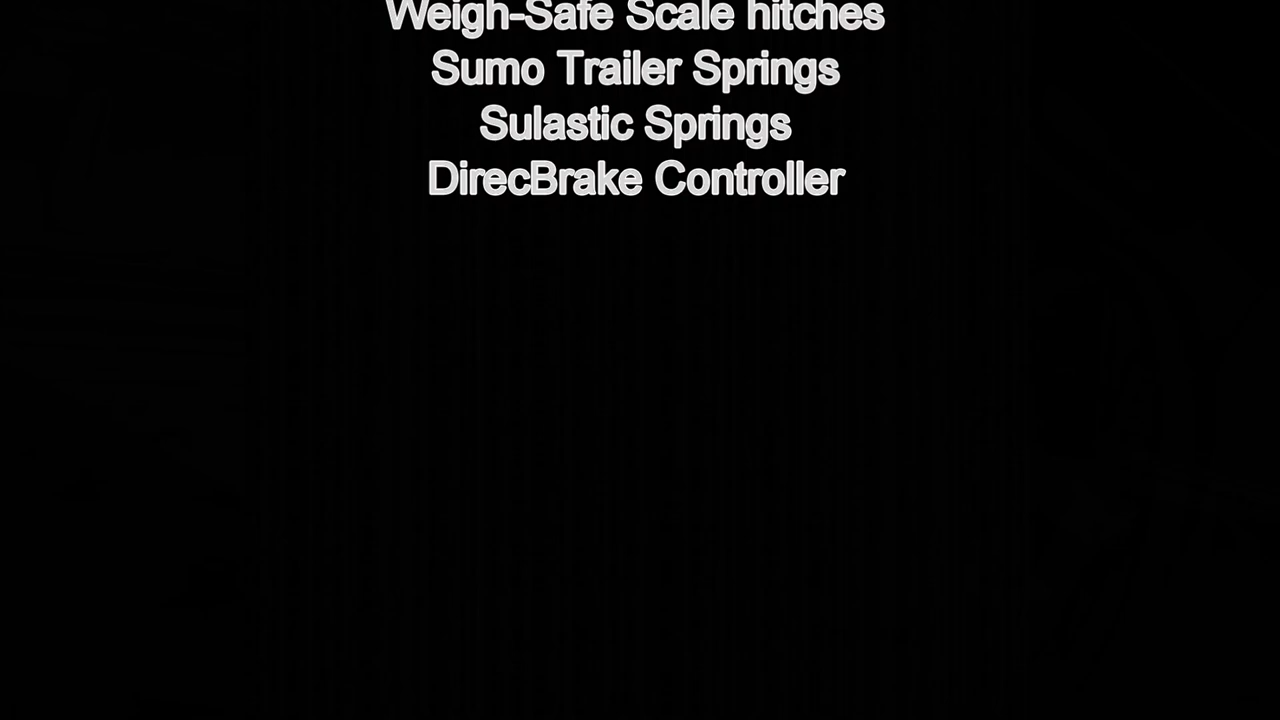 Weigh-Safe Scale hitches
Sumo Trailer Springs
Sulastic Springs
DirecBrake Controller